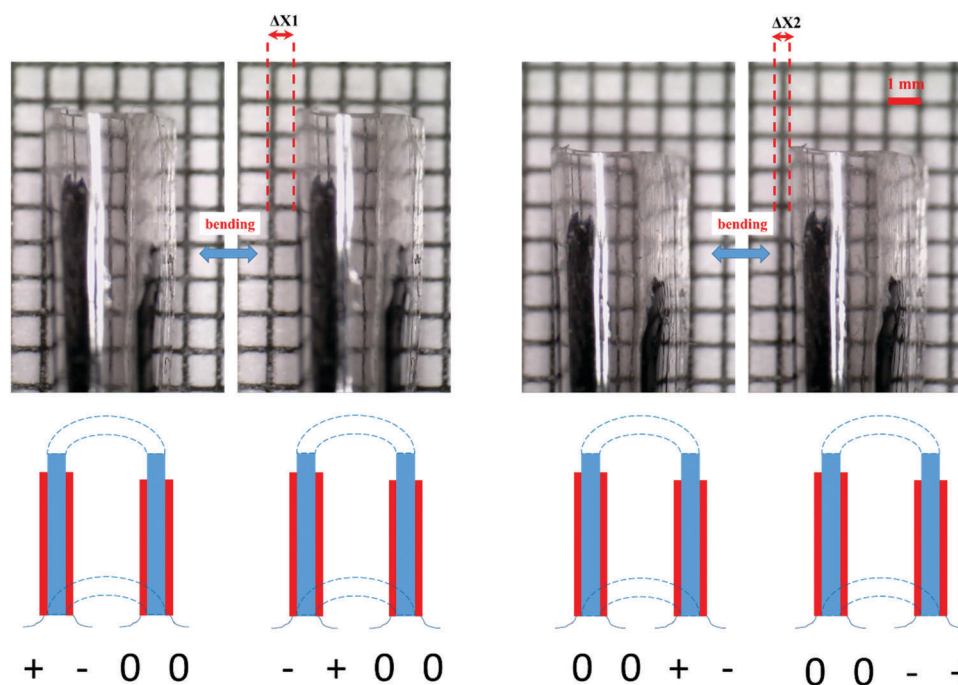 ΔX1
ΔX2
1 mm
bending
bending
+ - 0 0
- + 0 0
0 0 + -
0 0 - -